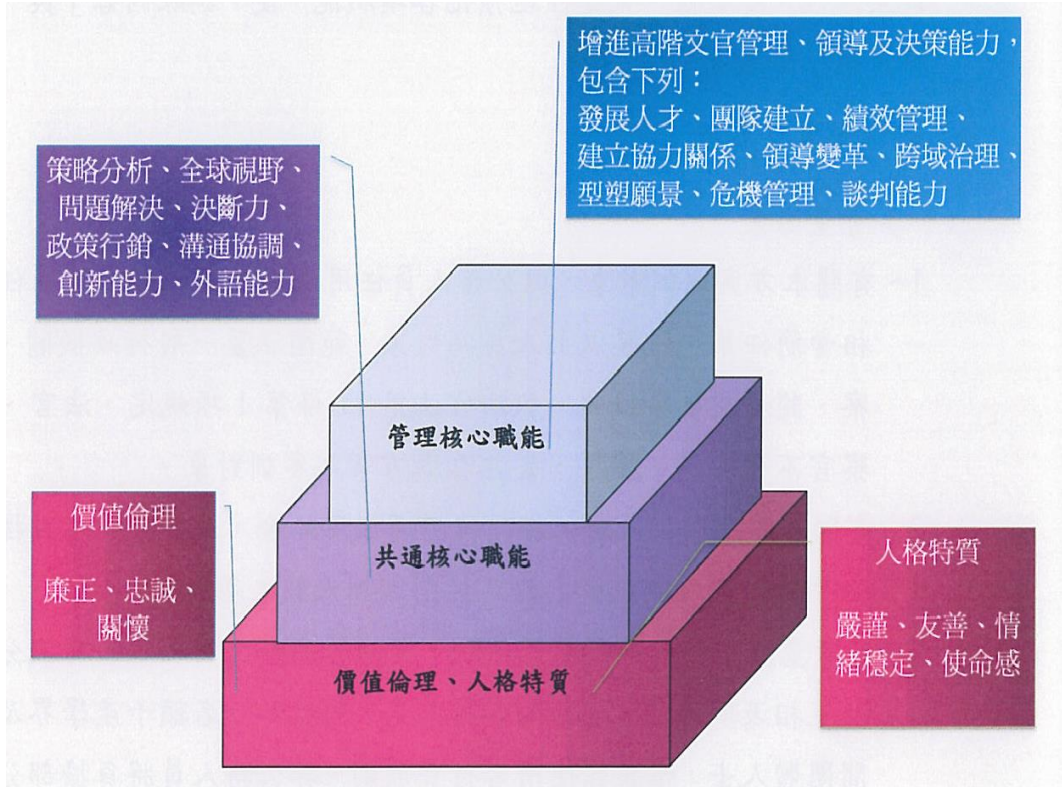 增進高階文官管理、領導及決策能力，
包含下列：
發展人才、團隊建立、績效管理、
建立協力關係、領導變革、跨域治理、
型塑願景、危機管理、談判能力
策略分析、全球視野、
問題解決、決斷力、
政策行銷、溝通協調、
創新能力、外語能力
管理核心職能
共通核心職能
價值倫理
廉正、忠誠、
關懷
人格特質
嚴謹、友善、情
緒穩定、使命感
價值倫理、人格特質